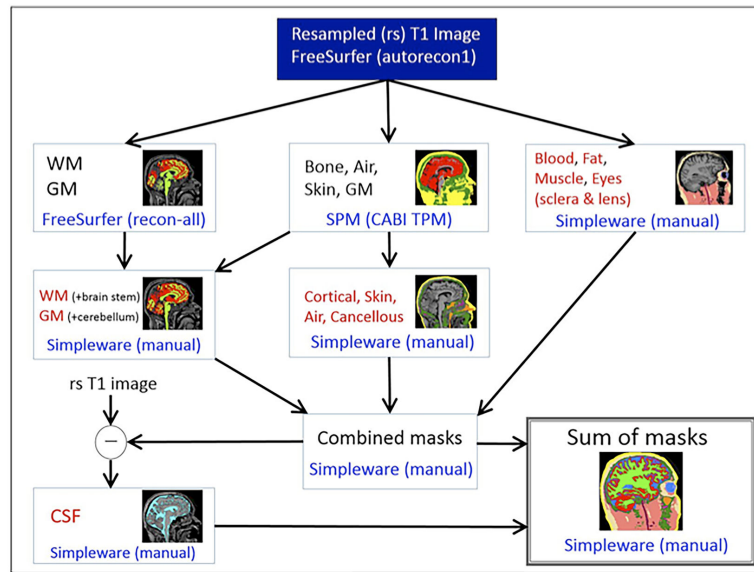 Resampled (rs) T1 Image
FreeSurfer (autorecon1)
WM
GM
FreeSurfer (recon-all)
Bone, Air,
Skin, GM
SPM (CABI TPM)
Blood, Fat,
Muscle, Eyes
(sclera & lens)
Simpleware (manual)
WM (+brain stem)
GM (+cerebellum)
Simpleware (manual)
Cortical, Skin,
Air, Cancellous
Simpleware (manual)
rs T1 image
—
Combined masks
Simpleware (manual)
Sum of masks
Simpleware (manual)
CSF
Simpleware (manual)